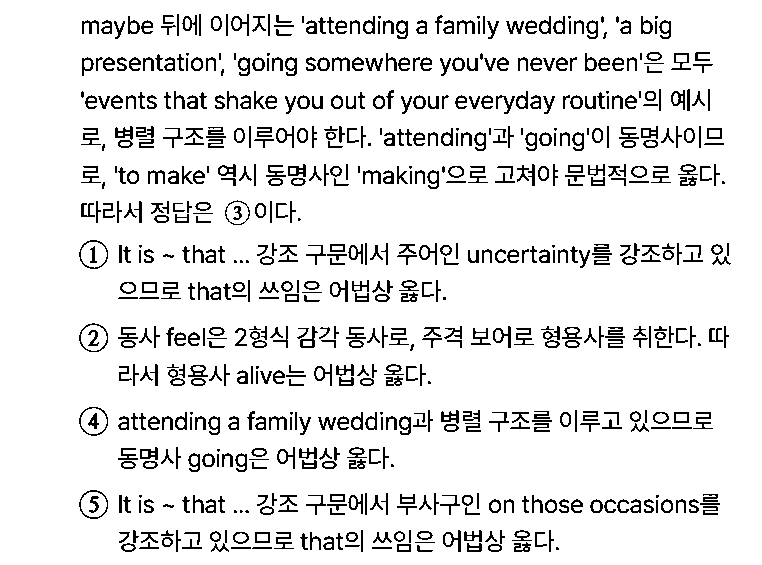 maybe 뒤에 이어지는 'attending a family wedding', 'a big
presentation', 'going somewhere you've never been'은 모두
'events that shake you out of your everyday routine'의 예시
로, 병렬 구조를 이루어야 한다. 'attending'과 'going'이 동명사이므
로, 'to make' 역시 동명사인 'making'으로 고쳐야 문법적으로 옳다.
따라서 정답은 ③이다.
① It is ~ that ... 강조 구문에서 주어인 uncertainty를 강조하고 있
으므로 that의 쓰임은 어법상 옳다.
② 동사 feel은 2형식 감각 동사로, 주격 보어로 형용사를 취한다. 따
라서 형용사 alive는 어법상 옳다.
④ attending a family wedding과 병렬 구조를 이루고 있으므로
동명사 going은 어법상 옳다.
⑤ It is ~ that ... 강조 구문에서 부사구인 on those occasions를
강조하고 있으므로 that의 쓰임은 어법상 옳다.